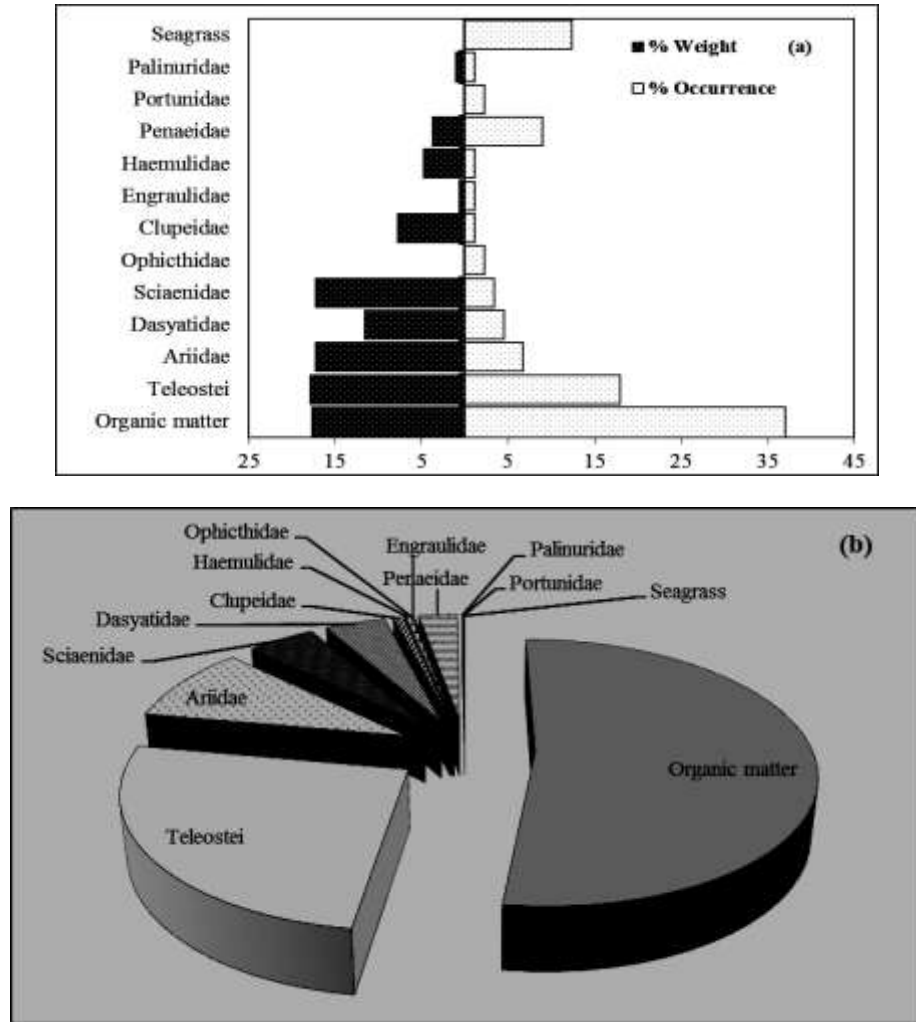 Seagrass
Palinuridae
Portunidae
Penaeidae
Haemulidae
Engraulidae
Clupeidae
Ophicthidae
Sciaenidae
Dasyatidae
Ariidae
Teleostei
Organic matter
% Weight (a)
% Occurrence
25 15 5 5 15 25 35 45
(b)
Ophicthidae
Haemulidae
Clupeidae
Dasyatidae
Sciaenidae
Ariidae
Teleostei
Engraulidae
Penaeidae
Palinuridae
Portunidae
Seagrass
Organic matter